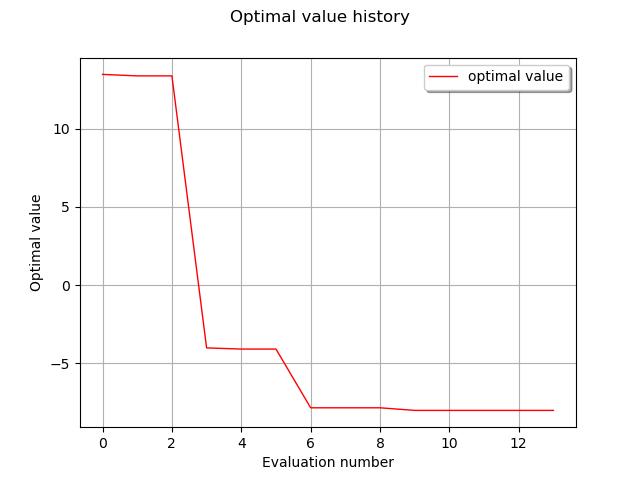 Optimal value history
optimal value
10
5
0
−5
Optimal value
0 2 4 6 8 10 12
Evaluation number